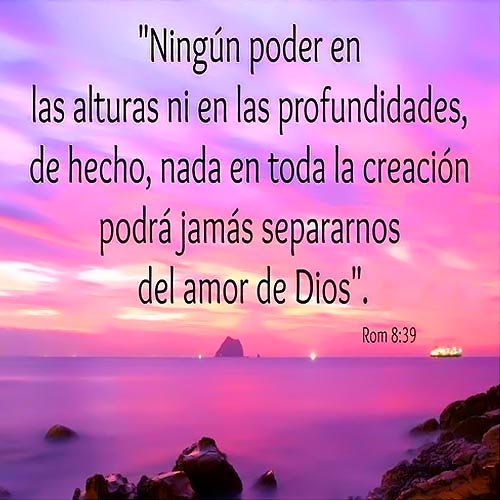 "Ningún poder en
las alturas ni en las profundidades,
de hecho, nada en toda la creación
podrá jamás separarnos
del amor de Dios".
Rom 8:39